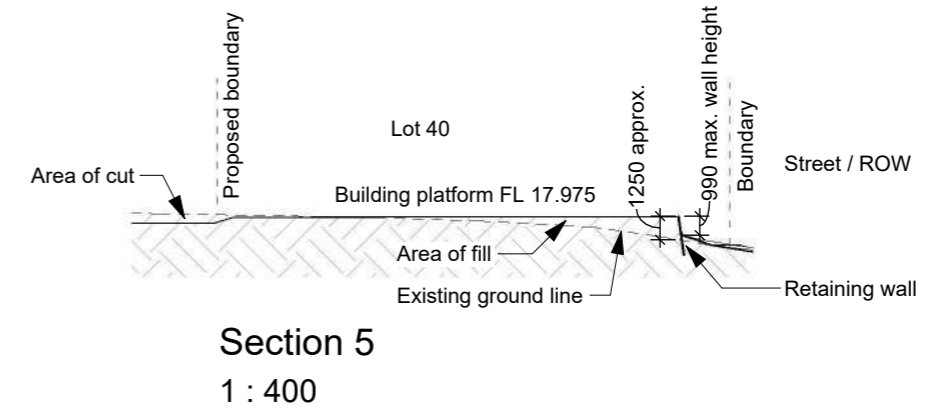 Proposed boundary
Lot 40
1250 approx.
990 max. wall height
Boundary
Street / ROW
Area of cut
Building platform FL 17.975
Area of fill
Existing ground line
Retaining wall
Section 5
1 : 400